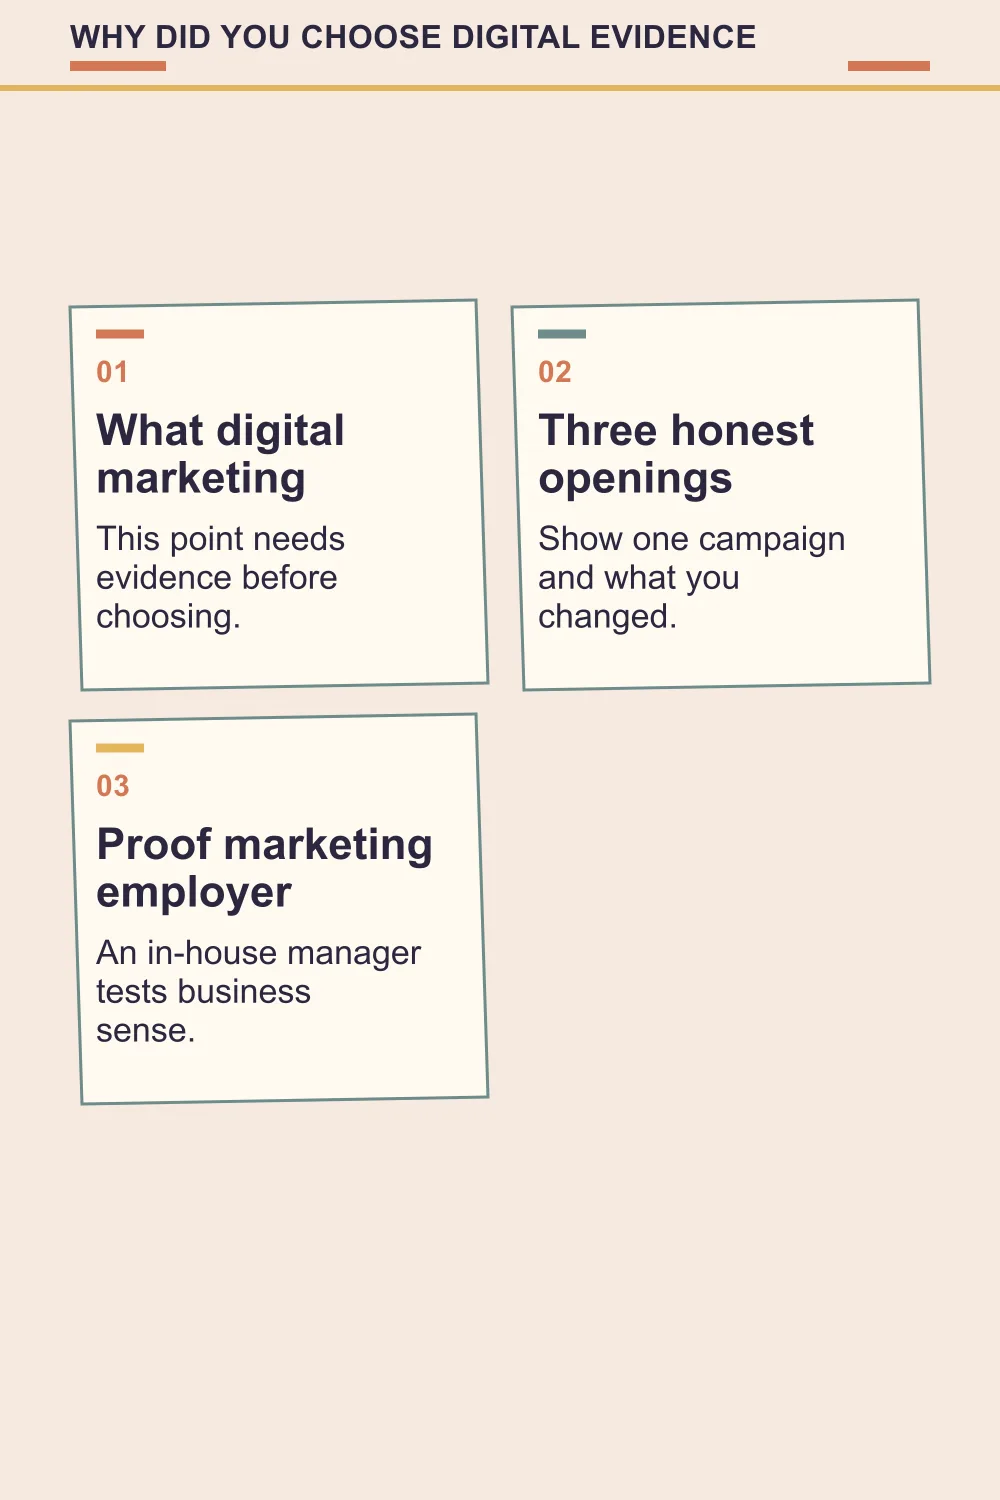 WHY DID YOU CHOOSE DIGITAL EVIDENCE
01
What digital
marketing
This point needs
evidence before
choosing.
02
Three honest
openings
Show one campaign
and what you
changed.
03
Proof marketing
employer
An in-house manager
tests business
sense.